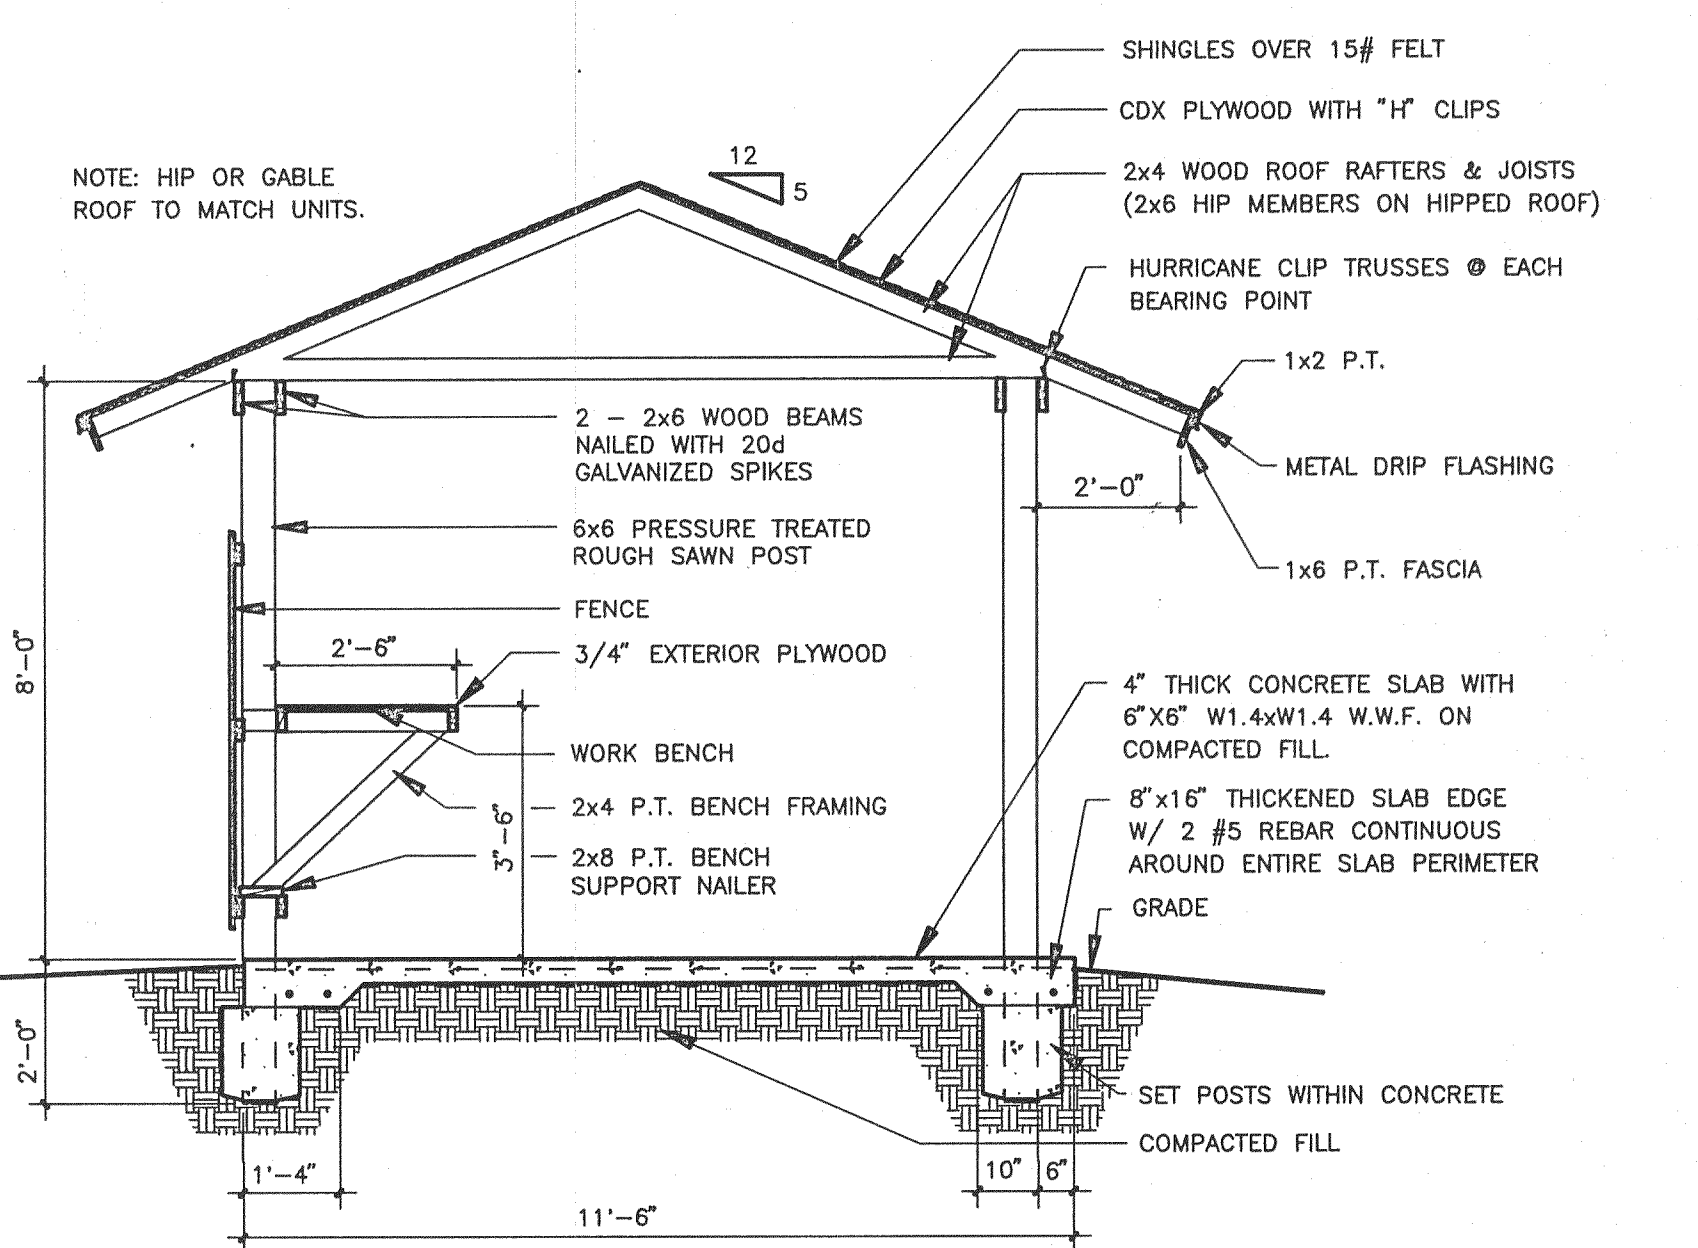 SHINGLES OVER 15# FELT
CDX PLYWOOD WITH "H" CLIPS
12
5
NOTE: HIP OR GABLE
ROOF TO MATCH UNITS.
2x4 WOOD ROOF RAFTERS & JOISTS
(2x6 HIP MEMBERS ON HIPPED ROOF)
HURRICANE CLIP TRUSSES @ EACH
BEARING POINT
1x2 P.T.
2 - 2x6 WOOD BEAMS
NAILED WITH 20d
GALVANIZED SPIKES
METAL DRIP FLASHING
2'-0"
6x6 PRESSURE TREATED
ROUGH SAWN POST
1x6 P.T. FASCIA
FENCE
2'-6"
3/4" EXTERIOR PLYWOOD
8'-0"
4" THICK CONCRETE SLAB WITH
6"X6" W1.4xW1.4 W.W.F. ON
COMPACTED FILL.
WORK BENCH
2x4 P.T. BENCH FRAMING
3"-6"
8"x16" THICKENED SLAB EDGE
W/ 2 #5 REBAR CONTINUOUS
AROUND ENTIRE SLAB PERIMETER
2x8 P.T. BENCH
SUPPORT NAILER
GRADE
2'-0"
SET POSTS WITHIN CONCRETE
COMPACTED FILL
1'-4"
10"
6"
11'-6"